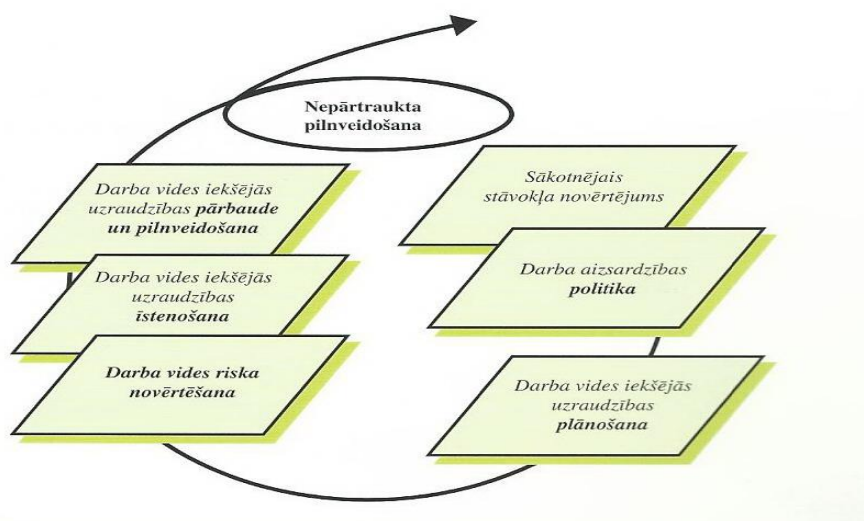 Nepārtraukta
pilnveidošana
Sākotnējais
stāvokļa novērtējums
Darba aizsardzības
politika
Darba vides iekšējās
uzraudzības
plānošana
Darba vides riska
novērtēšana
Darba vides iekšējās
uzraudzības
īstenošana
Darba vides iekšējās
uzraudzības pārbaude
un pilnveidošana